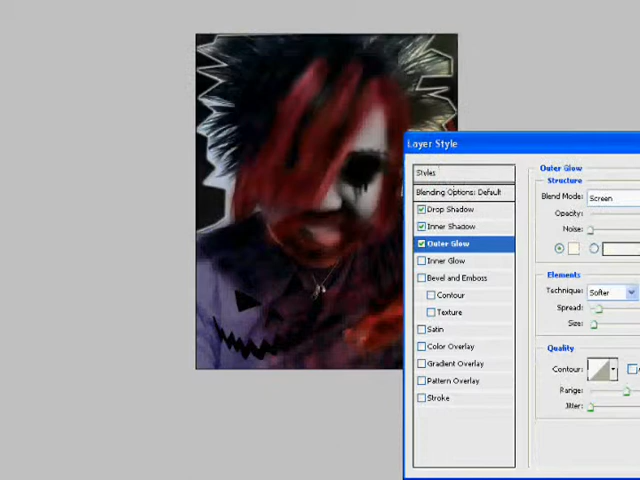 Layer Style
Styles
Blending Options: Default
Drop Shadow
Inner Shadow
Outer Glow
Inner Glow
Bevel and Emboss
Contour
Texture
Satin
Color Overlay
Gradient Overlay
Pattern Overlay
Stroke
Outer Glow
Structure
Blend Mode: Screen
Opacity:
Noise:
Elements
Technique: Softer
Spread:
Size:
Quality
Contour:
Range:
Jitter: